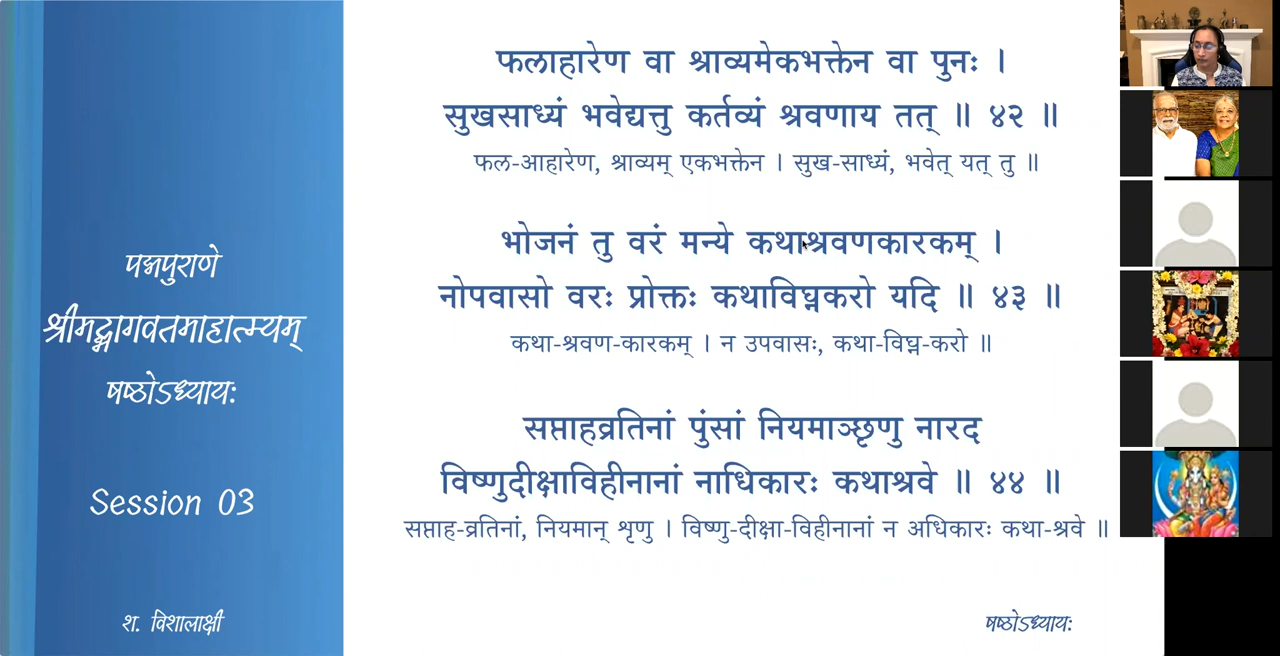 पद्मपुराणे
श्रीमद्भागवतमाहात्म्यम्
षष्ठोऽध्यायः
Session 03
श. विशालाक्षी
फलाहारेण वा श्राव्यमेकभक्तेन वा पुनः ।
सुखसाध्यं भवेद्यत्तु कर्तव्यं श्रवणाय तत् ॥ ४२ ॥
फल-आहारेण, श्राव्यम् एकभक्तेन । सुख-साध्यं, भवेत् यत् तु ॥
भोजनं तु वरं मन्ये कथाश्रवणकारकम् ।
नोपवासो वरः प्रोक्तः कथाविघ्नकरो यदि ॥ ४३ ॥
कथा-श्रवण-कारकम् । न उपवासः, कथा-विघ्न-करो ॥
सप्ताहव्रतिनां पुंसां नियमाञ्छृणु नारद
विष्णुदीक्षाविहीनानां नाधिकारः कथाश्रवे ॥ ४४ ॥
सप्ताह-व्रतिनां, नियमान् शृणु । विष्णु-दीक्षा-विहीनानां न अधिकारः कथा-श्रवे ॥
षष्ठोऽध्यायः